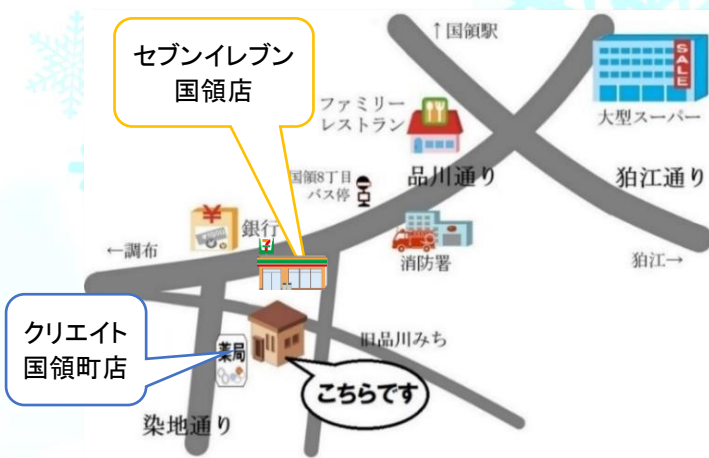 セブンイレブン
国領店
↑国領駅
SALE
大型スーパー
ファミリー
レストラン
国領8丁目
バス停
品川通り
狛江通り
¥
銀行
7
消防署
←調布
狛江→
クリエイト
国領町店
薬局
旧品川みち
こちらです
染地通り